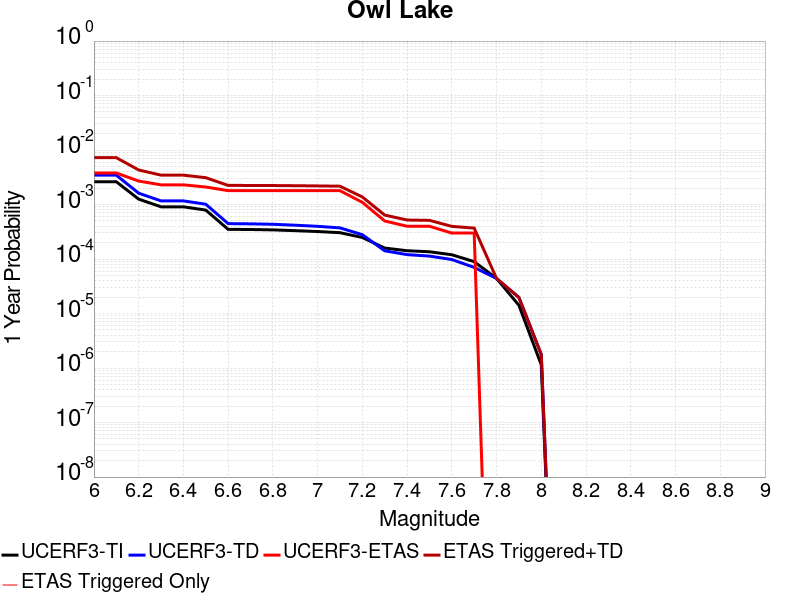 Owl Lake
10^0
10^-1
10^-2
10^-3
10^-4
10^-5
10^-6
10^-7
10^-8
1 Year Probability
6 6.2 6.4 6.6 6.8 7 7.2 7.4 7.6 7.8 8 8.2 8.4 8.6 8.8 9
Magnitude
UCERF3-TI UCERF3-TD UCERF3-ETAS ETAS Triggered+TD
ETAS Triggered Only